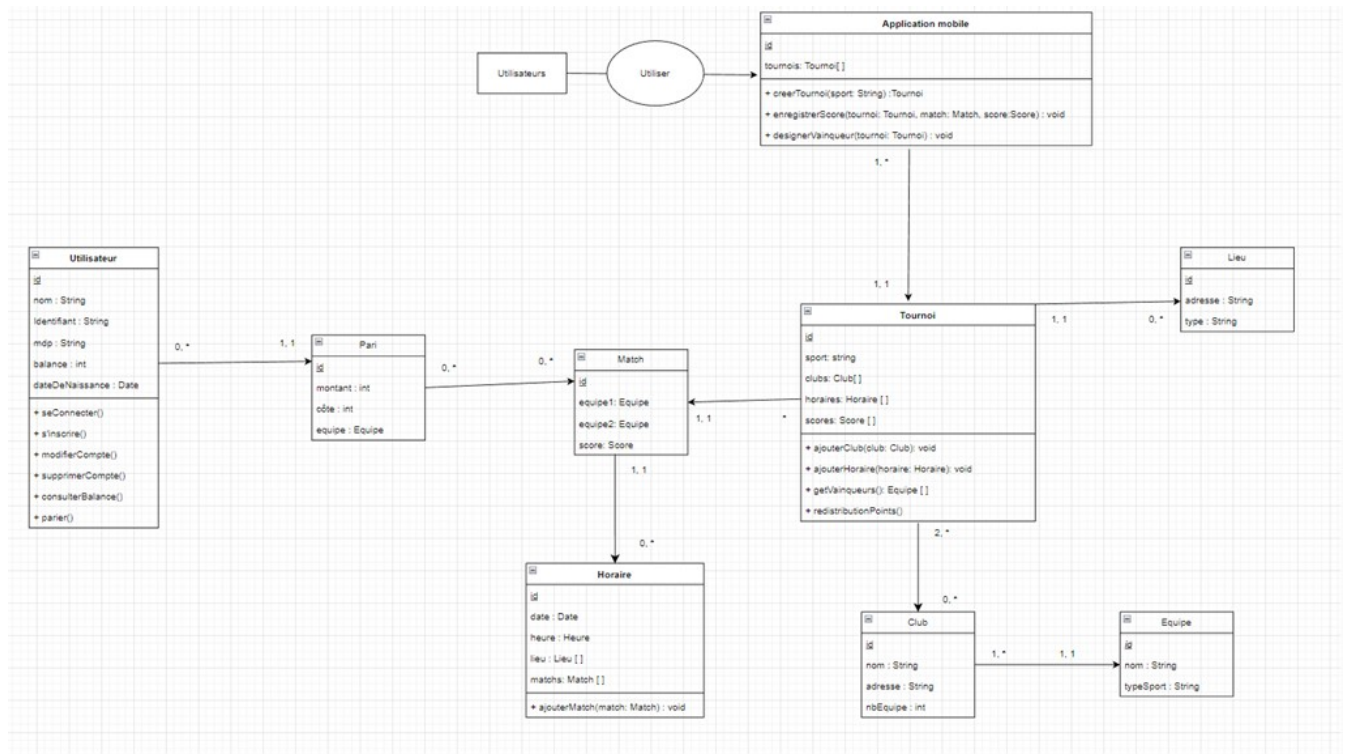 Application mobile
id
tournois: Tournoi[ ]
+ creerTournoi(sport: String) :Tournoi
+ enregistrerScore(tournoi: Tournoi, match: Match, score:Score) : void
+ designerVainqueur(tournoi: Tournoi) : void
Utilisateurs
Utiliser
1, *
1, 1
Utilisateur
id
nom : String
Identifiant : String
mdp : String
balance : int
dateDeNaissance : Date
+ seConnecter()
+ s'inscrire()
+ modifierCompte()
+ supprimerCompte()
+ consulterBalance()
+ parier()
0, *
1, 1
Pari
id
montant : int
côte : int
equipe : Equipe
0, *
0, *
Match
id
equipe1: Equipe
equipe2: Equipe
score: Score
1, 1
*
Tournoi
id
sport: string
clubs: Club[ ]
horaires: Horaire [ ]
scores: Score [ ]
+ ajouterClub(club: Club): void
+ ajouterHoraire(horaire: Horaire): void
+ getVainqueurs(): Equipe [ ]
+ redistributionPoints()
1, 1
0, *
Lieu
id
adresse : String
type : String
1, 1
0, *
Horaire
id
date : Date
heure : Heure
lieu : Lieu [ ]
matchs: Match [ ]
+ ajouterMatch(match: Match) : void
2, *
0, *
Club
id
nom : String
adresse : String
nbEquipe : int
1, *
1, 1
Equipe
id
nom : String
typeSport : String